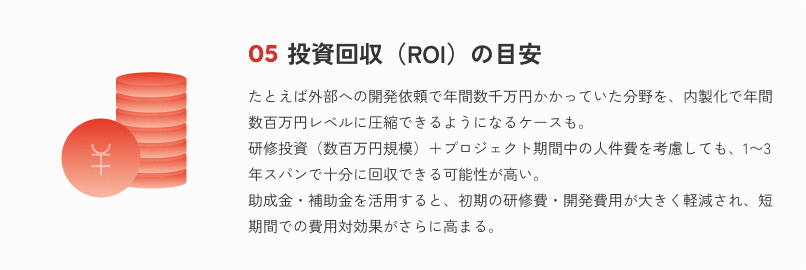 ¥
05 投資回収（ROI）の目安
たとえば外部への開発依頼で年間数千万円かかっていた分野を、内製化で年間
数百万円レベルに圧縮できるようになるケースも。
研修投資（数百万円規模）＋プロジェクト期間中の人件費を考慮しても、1〜3
年スパンで十分に回収できる可能性が高い。
助成金・補助金を活用すると、初期の研修費・開発費用が大きく軽減され、短
期間での費用対効果がさらに高まる。